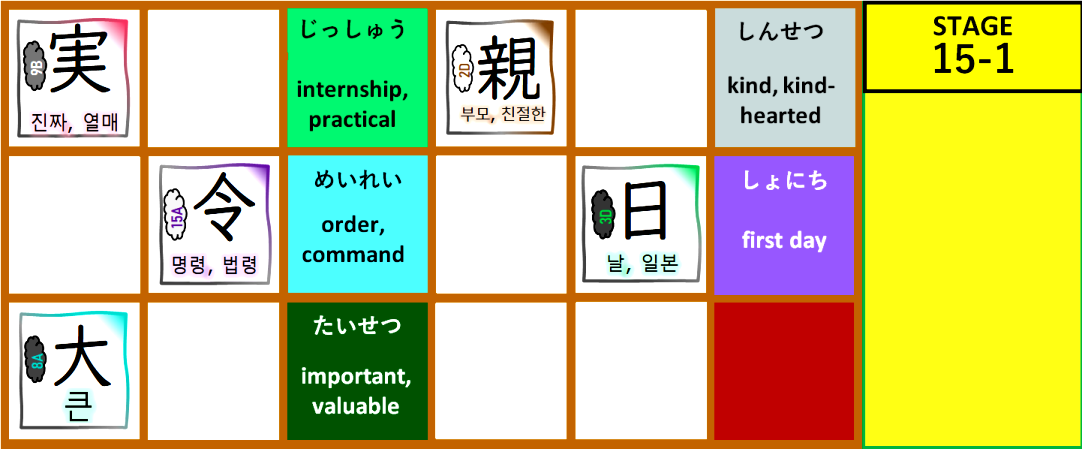 実
9B
진짜, 열매
じっしゅう
internship,
practical
親
2D
부모, 친절한
しんせつ
kind, kind-
hearted
STAGE
15-1
令
15A
명령, 법령
めいれい
order,
command
日
3D
날, 일본
しょにち
first day
大
8A
큰
たいせつ
important,
valuable